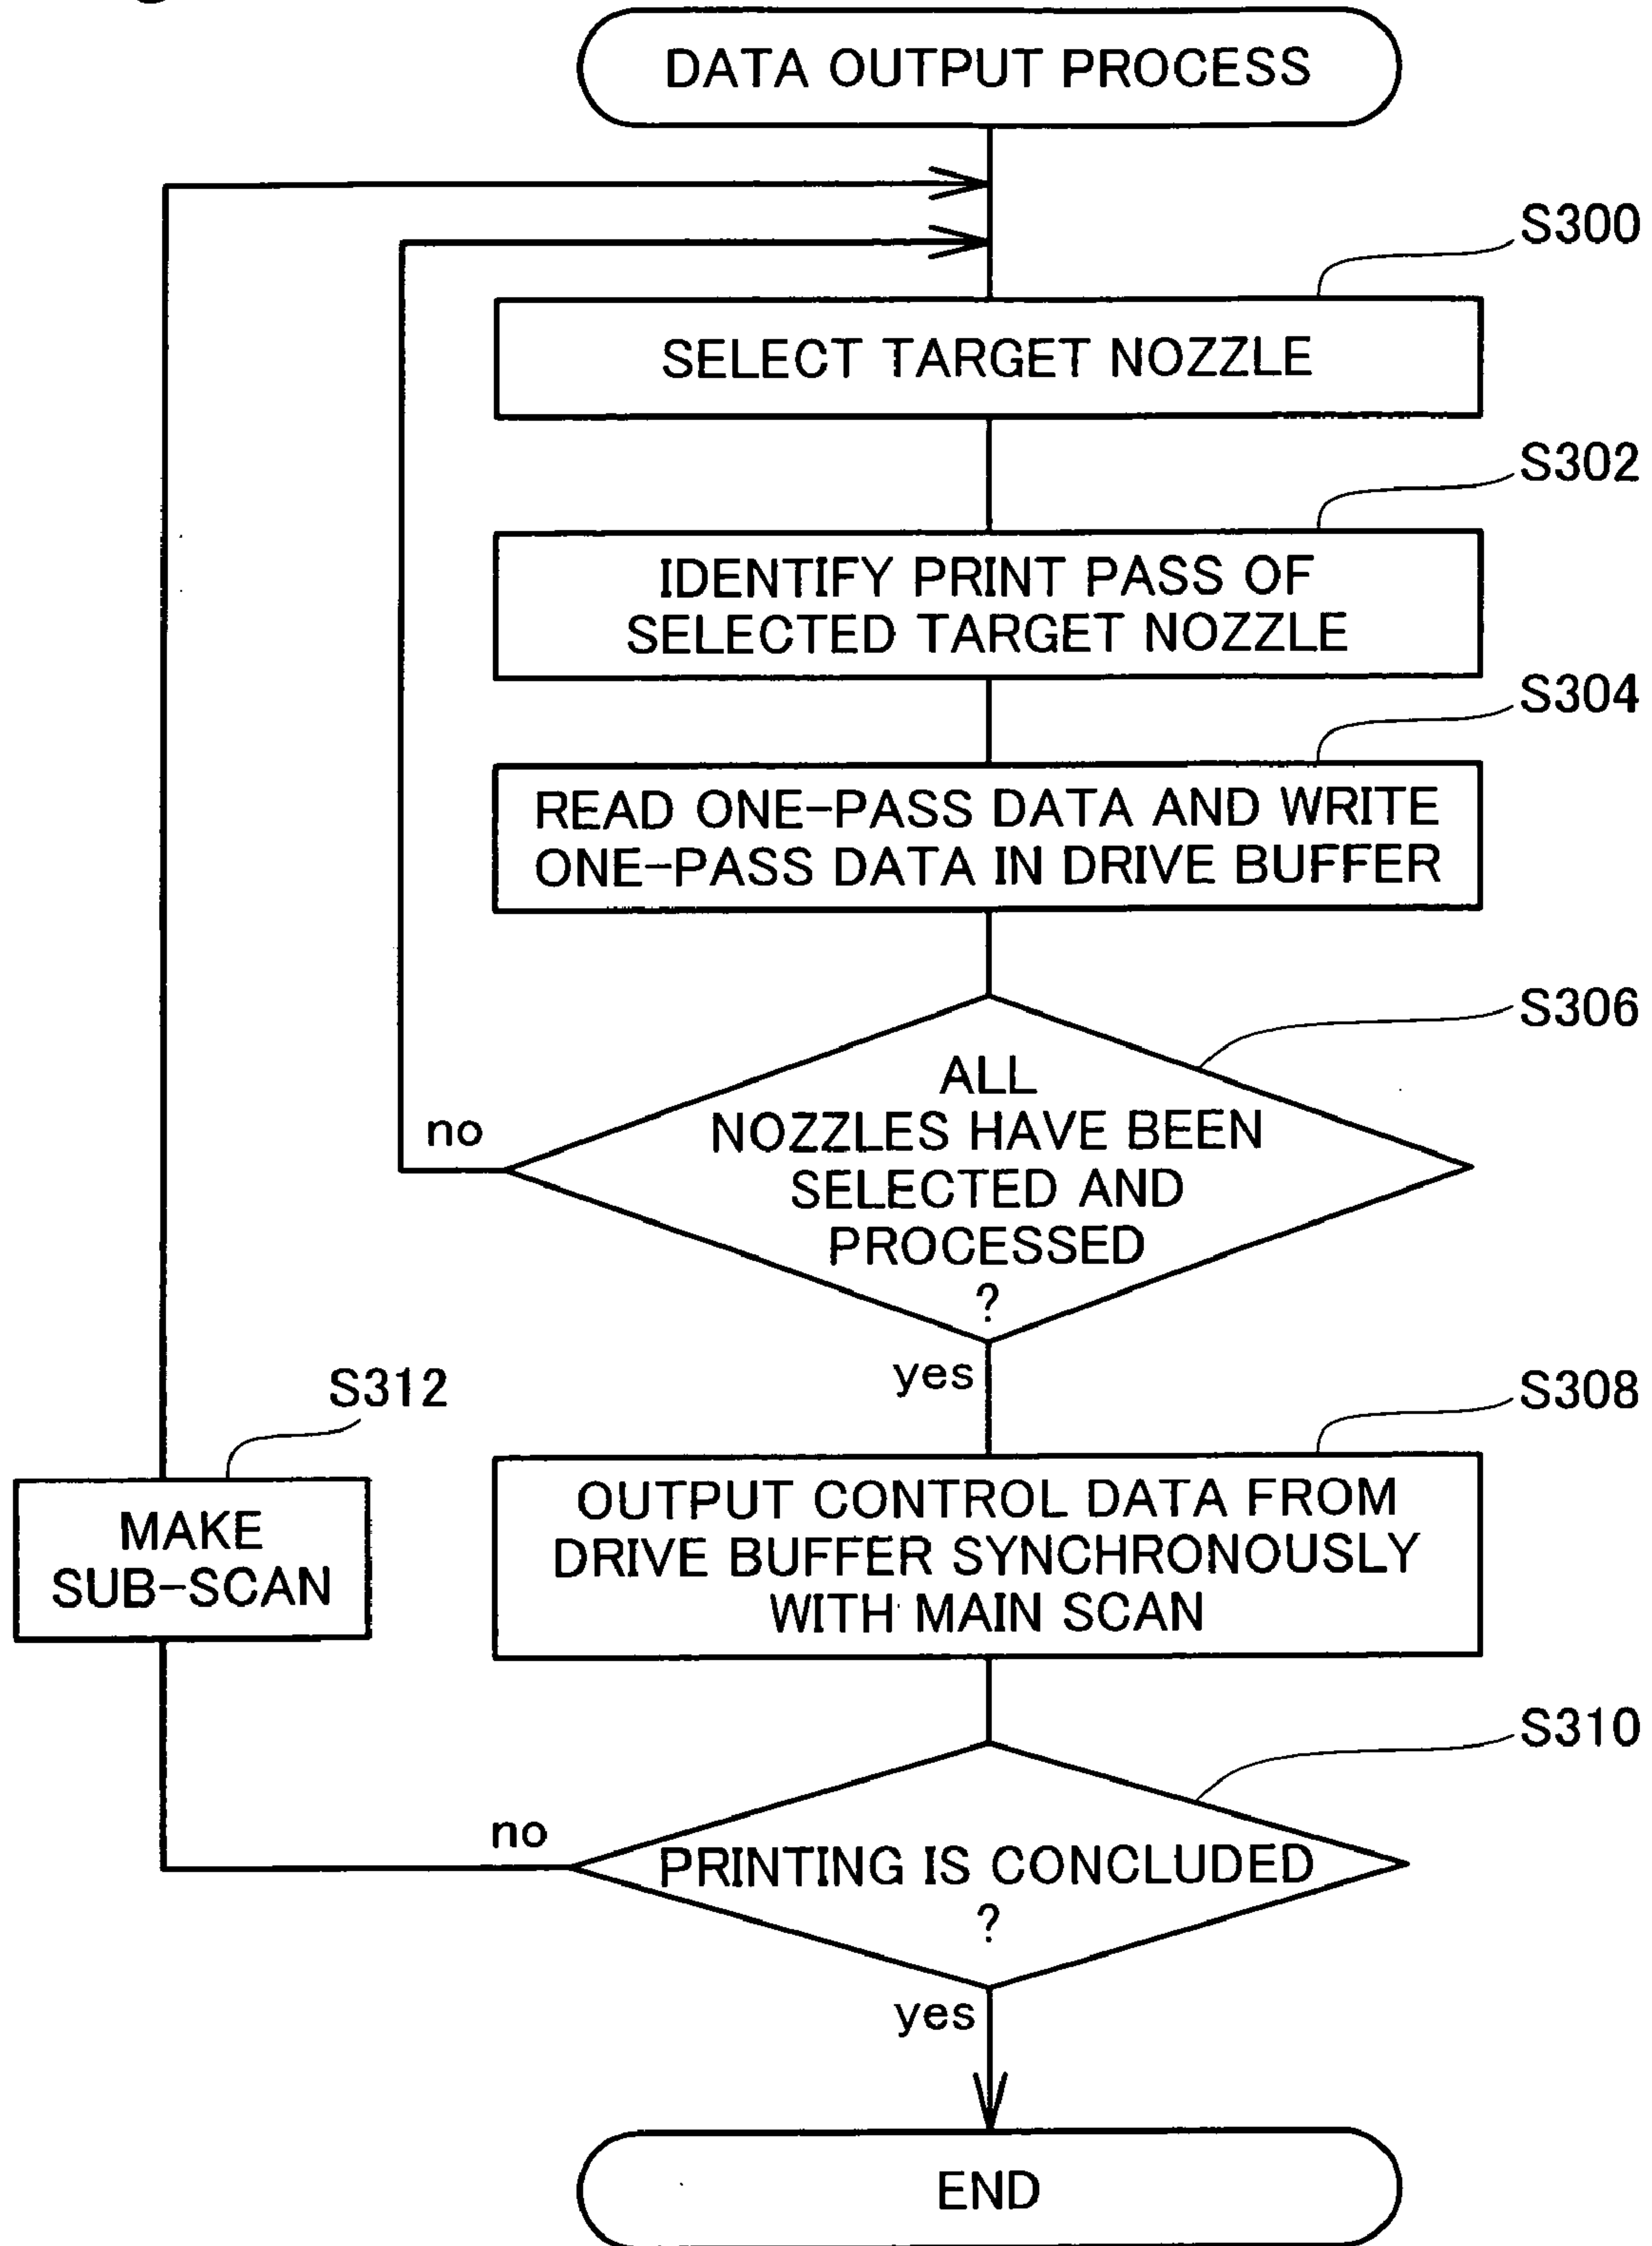 DATA OUTPUT PROCESS
S300
SELECT TARGET NOZZLE
S302
IDENTIFY PRINT PASS OF
SELECTED TARGET NOZZLE
S304
READ ONE-PASS DATA AND WRITE
ONE-PASS DATA IN DRIVE BUFFER
S306
ALL
NOZZLES HAVE BEEN
SELECTED AND
PROCESSED
?
no
yes
S308
OUTPUT CONTROL DATA FROM
DRIVE BUFFER SYNCHRONOUSLY
WITH MAIN SCAN
S312
MAKE
SUB-SCAN
S310
PRINTING IS CONCLUDED
?
no
yes
END